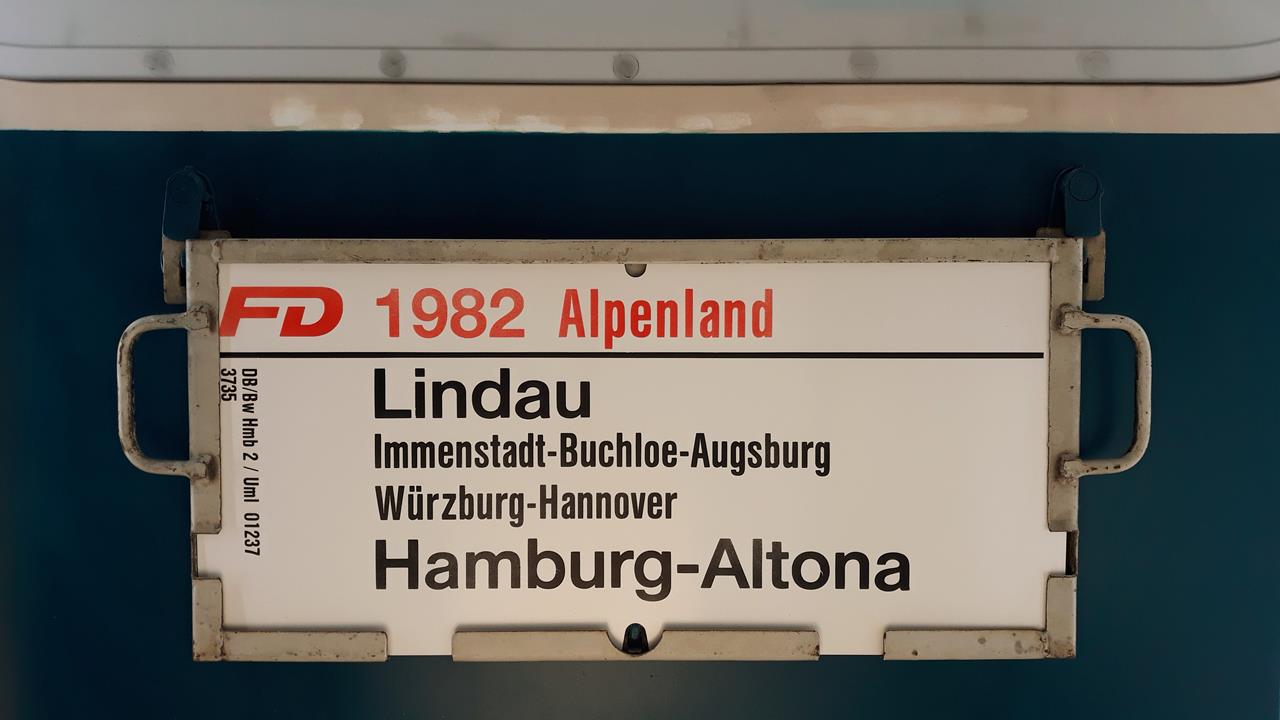 FD 1982 Alpenland
Lindau
Immenstadt-Buchloe-Augsburg
Würzburg-Hannover
Hamburg-Altona
DB/Bw Hmb 2 / Uml 01237
3735